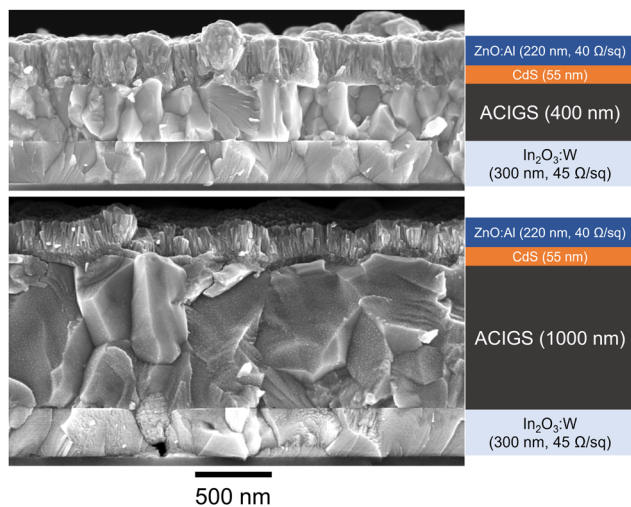 ZnO:Al (220 nm, 40 Ω/sq)
CdS (55 nm)
ACIGS (400 nm)
In₂O₃:W
(300 nm, 45 Ω/sq)
ZnO:Al (220 nm, 40 Ω/sq)
CdS (55 nm)
ACIGS (1000 nm)
In₂O₃:W
(300 nm, 45 Ω/sq)
500 nm